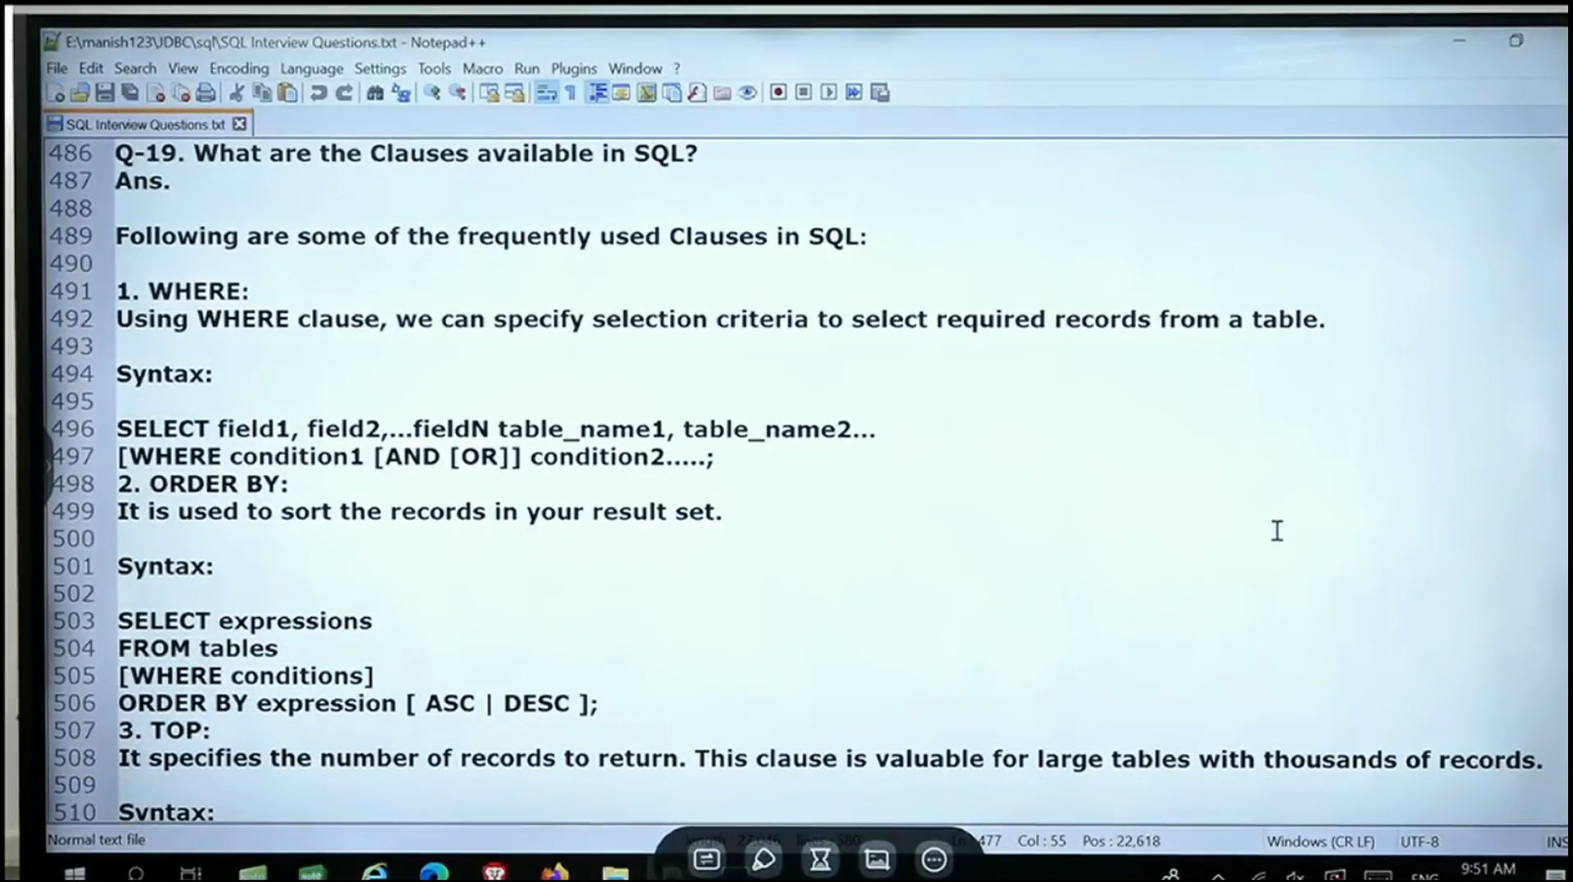 E:\manish123\JDBC\sql\SQL Interview Questions.txt - Notepad++
File Edit Search View Encoding Language Settings Tools Macro Run Plugins Window ?
SQL Interview Questions.txt
486 Q-19. What are the Clauses available in SQL?
487 Ans.
488
489 Following are some of the frequently used Clauses in SQL:
490
491 1. WHERE:
492 Using WHERE clause, we can specify selection criteria to select required records from a table.
493
494 Syntax:
495
496 SELECT field1, field2,...fieldN table_name1, table_name2...
497 [WHERE condition1 [AND [OR]] condition2.....;
498 2. ORDER BY:
499 It is used to sort the records in your result set.
500
501 Syntax:
502
503 SELECT expressions
504 FROM tables
505 [WHERE conditions]
506 ORDER BY expression [ ASC | DESC ];
507 3. TOP:
508 It specifies the number of records to return. This clause is valuable for large tables with thousands of records.
509
510 Syntax:
Normal text file 477 Col : 55 Pos : 22,618 Windows (CR LF) UTF-8 INS
ENG 9:51 AM